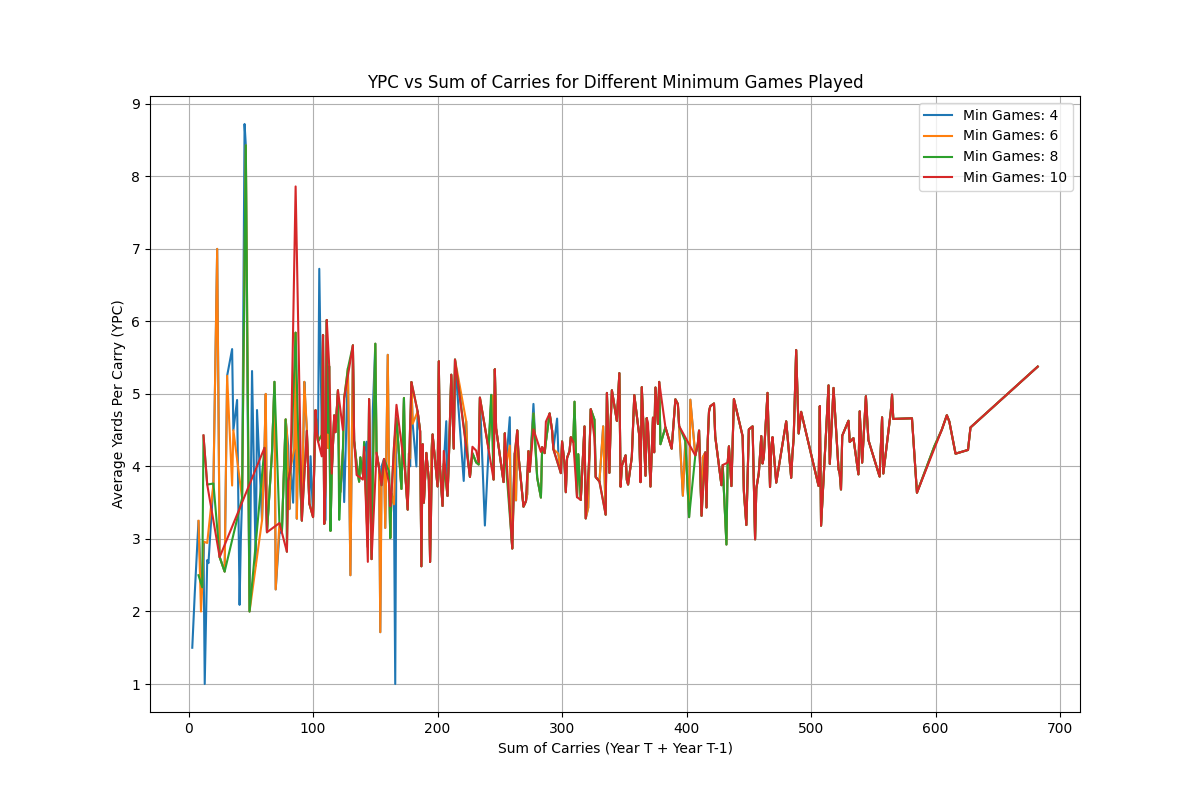 YPC vs Sum of Carries for Different Minimum Games Played
9
8
7
6
5
4
3
2
1
Average Yards Per Carry (YPC)
Min Games: 4
Min Games: 6
Min Games: 8
Min Games: 10
0 100 200 300 400 500 600 700
Sum of Carries (Year T + Year T-1)